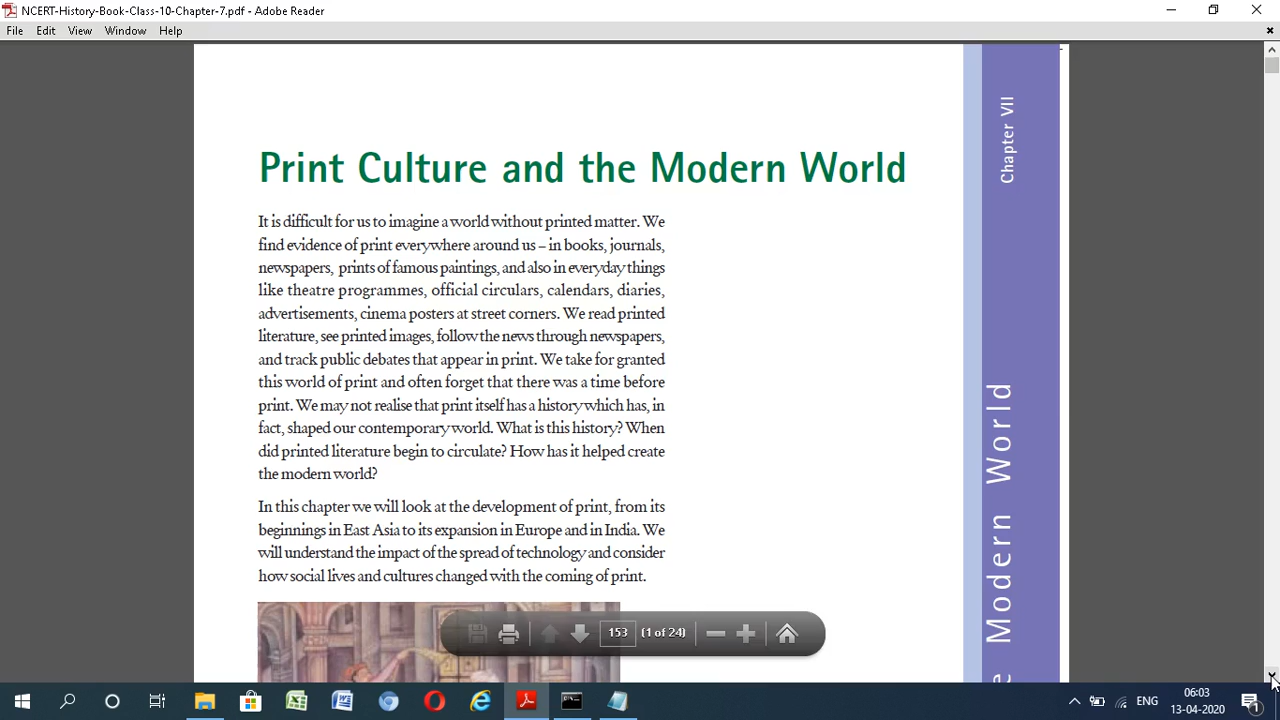 NCERT-History-Book-Class-10-Chapter-7.pdf - Adobe Reader
File Edit View Window Help
Chapter VII
Print Culture and the Modern World
It is difficult for us to imagine a world without printed matter. We
find evidence of print everywhere around us – in books, journals,
newspapers, prints of famous paintings, and also in everyday things
like theatre programmes, official circulars, calendars, diaries,
advertisements, cinema posters at street corners. We read printed
literature, see printed images, follow the news through newspapers,
and track public debates that appear in print. We take for granted
this world of print and often forget that there was a time before
print. We may not realise that print itself has a history which has, in
fact, shaped our contemporary world. What is this history? When
did printed literature begin to circulate? How has it helped create
the modern world?
In this chapter we will look at the development of print, from its
beginnings in East Asia to its expansion in Europe and in India. We
will understand the impact of the spread of technology and consider
how social lives and cultures changed with the coming of print.
e Modern World
153 (1 of 24)
ENG
06:03
13-04-2020
1